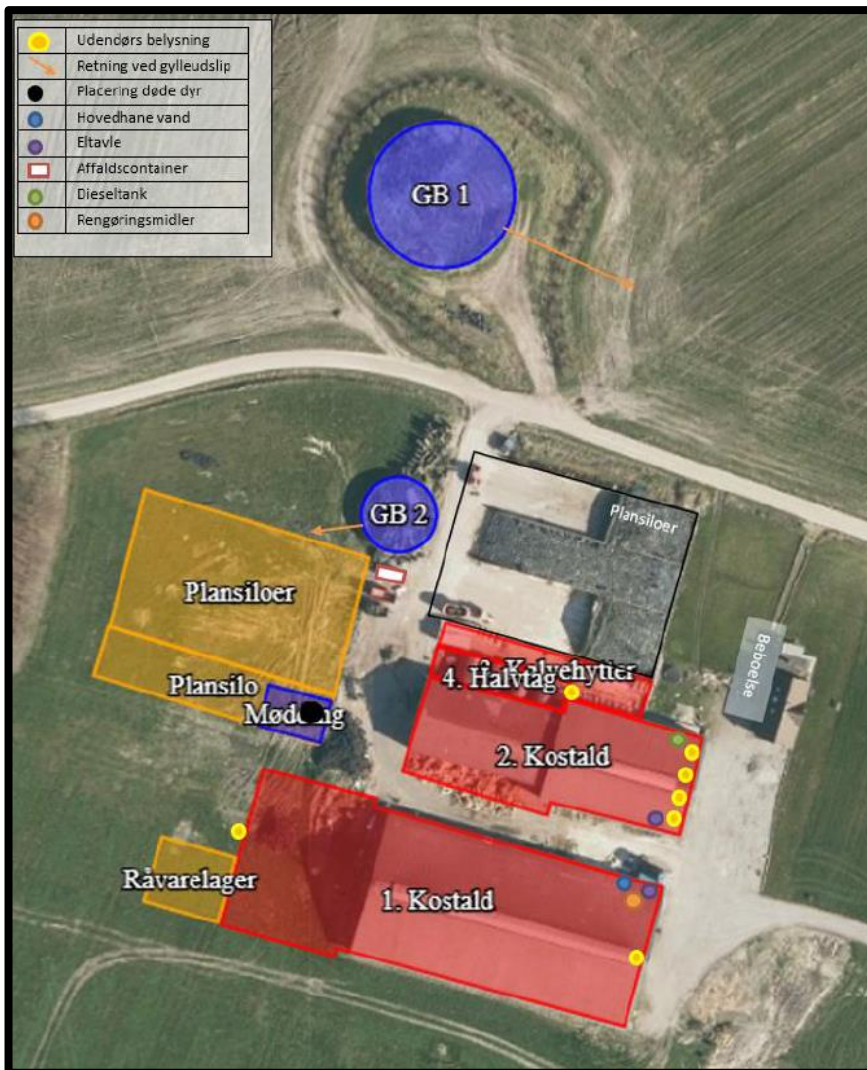 Udendørs belysning
Retning ved gylleudslip
Placering døde dyr
Hovedhane vand
Eltavle
Affaldscontainer
Dieseltank
Rengøringsmidler
GB 1
GB 2
Plansiloer
Plansiloer
Beboelse
Kalvehytter
4. Halvtag
Plansilo
Mødding
2. Kostald
Råvarelager
1. Kostald